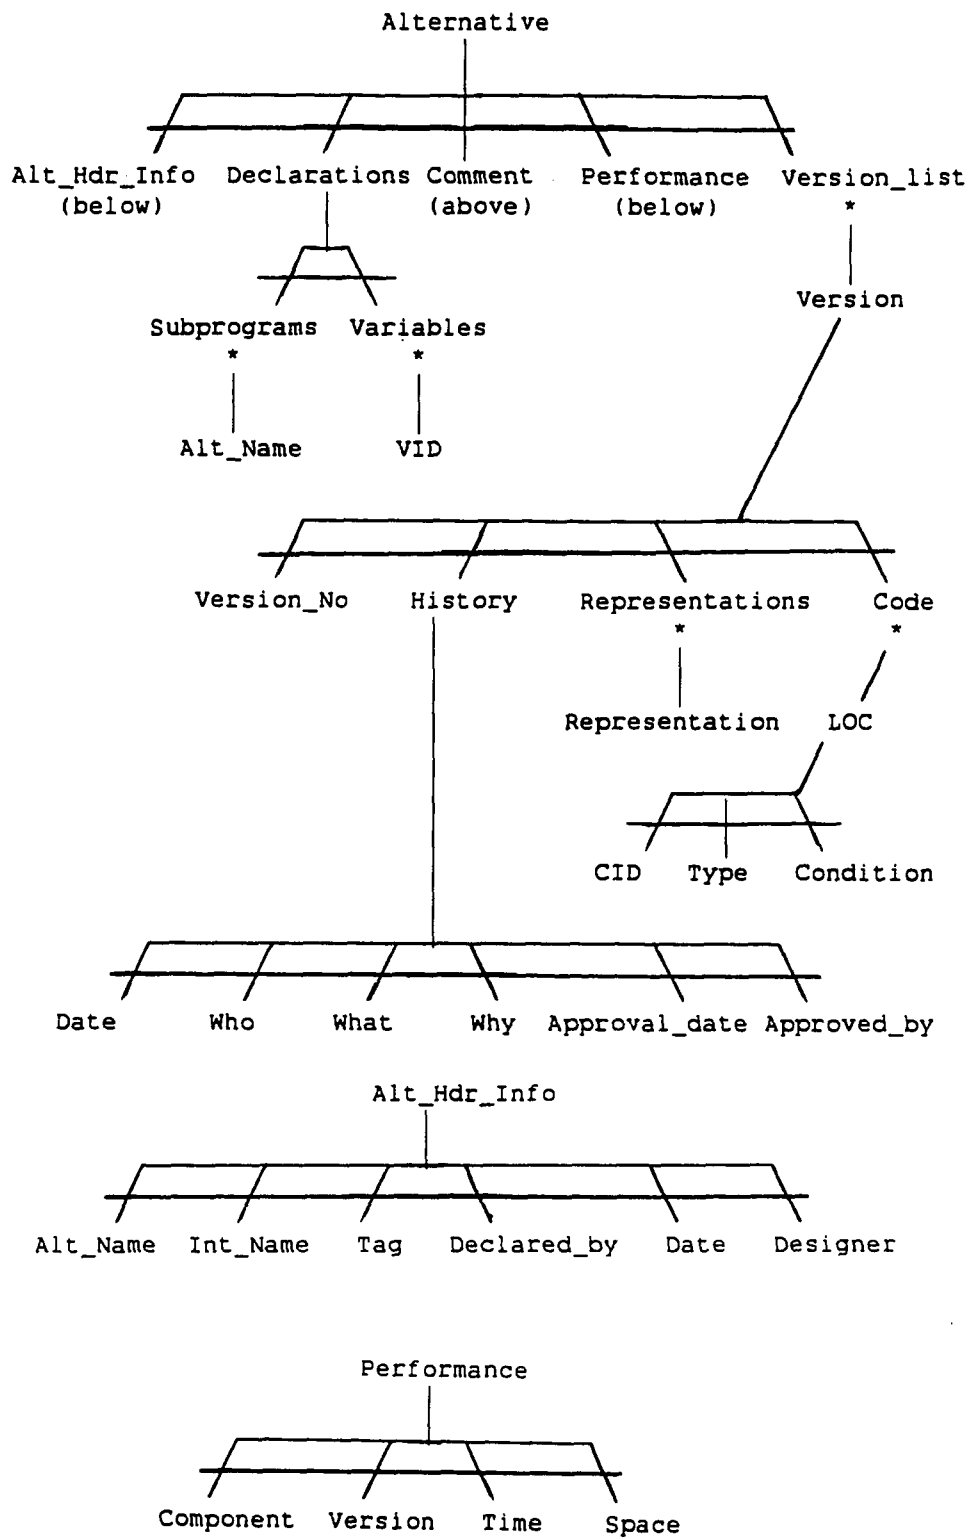 Alternative
Alt_Hdr_Info Declarations Comment Performance Version_list
(below) (above) (below) *
Version
Subprograms Variables
* *
Alt_Name VID
Version_No History Representations Code
* *
Representation LOC
CID Type Condition
Date Who What Why Approval_date Approved_by
Alt_Hdr_Info
Alt_Name Int_Name Tag Declared_by Date Designer
Performance
Component Version Time Space